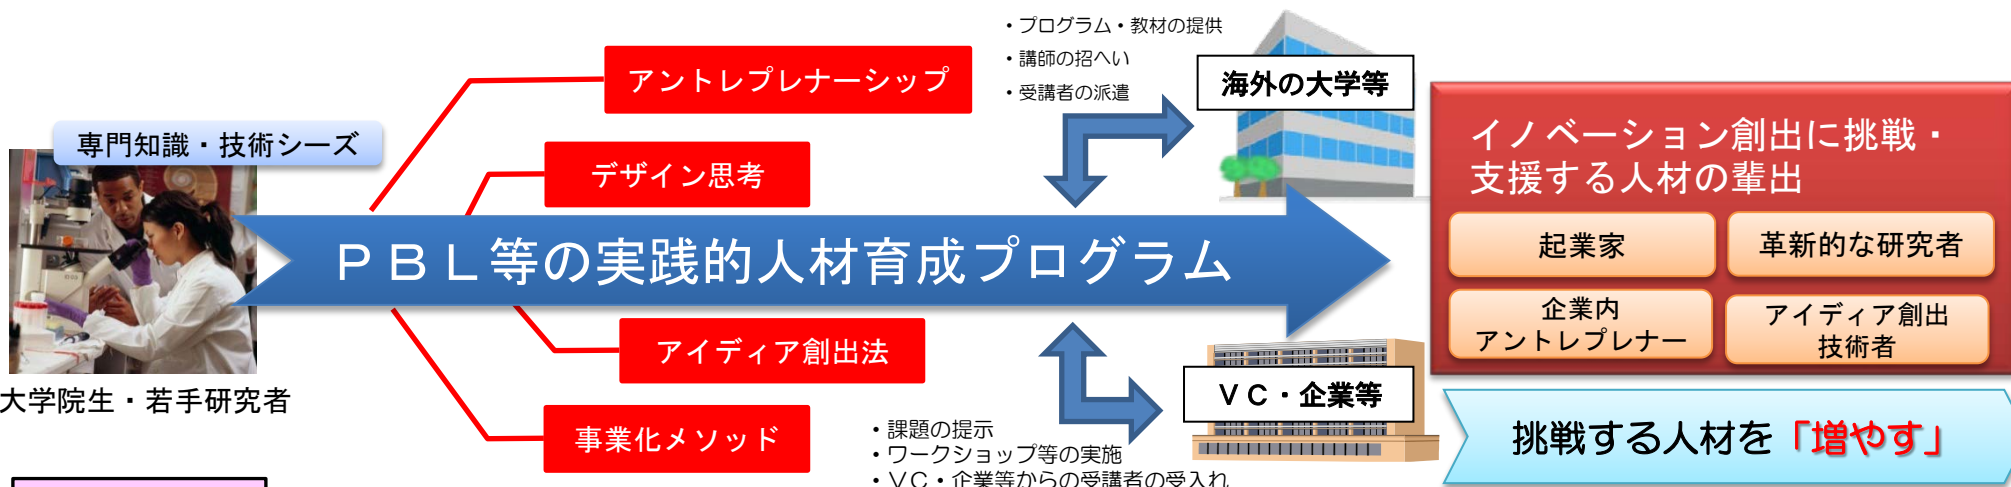 ・プログラム・教材の提供
・講師の招へい
・受講者の派遣
海外の大学等
アントレプレナーシップ
専門知識・技術シーズ
デザイン思考
イノベーション創出に挑戦・
支援する人材の輩出
起業家
革新的な研究者
企業内
アントレプレナー
アイディア創出
技術者
ＰＢＬ等の実践的人材育成プログラム
アイディア創出法
大学院生・若手研究者
事業化メソッド
ＶＣ・企業等
・課題の提示
・ワークショップ等の実施
・ＶＣ・企業等からの受講者の受入れ
挑戦する人材を「増やす」